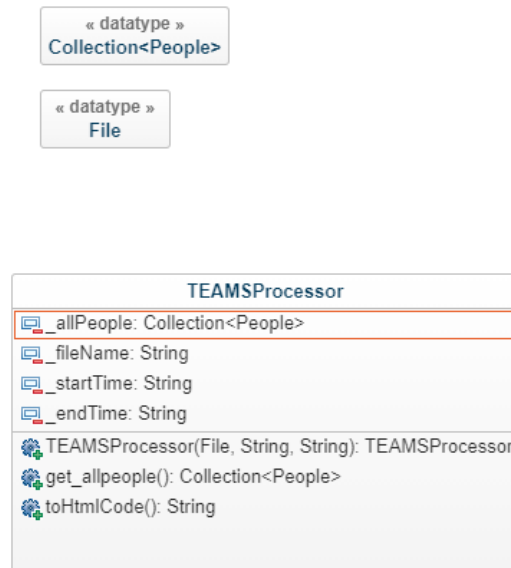 « datatype »
Collection<People>
« datatype »
File
TEAMSProcessor
_allPeople: Collection<People>
_fileName: String
_startTime: String
_endTime: String
TEAMSProcessor(File, String, String): TEAMSProcessor
get_allpeople(): Collection<People>
toHtmlCode(): String